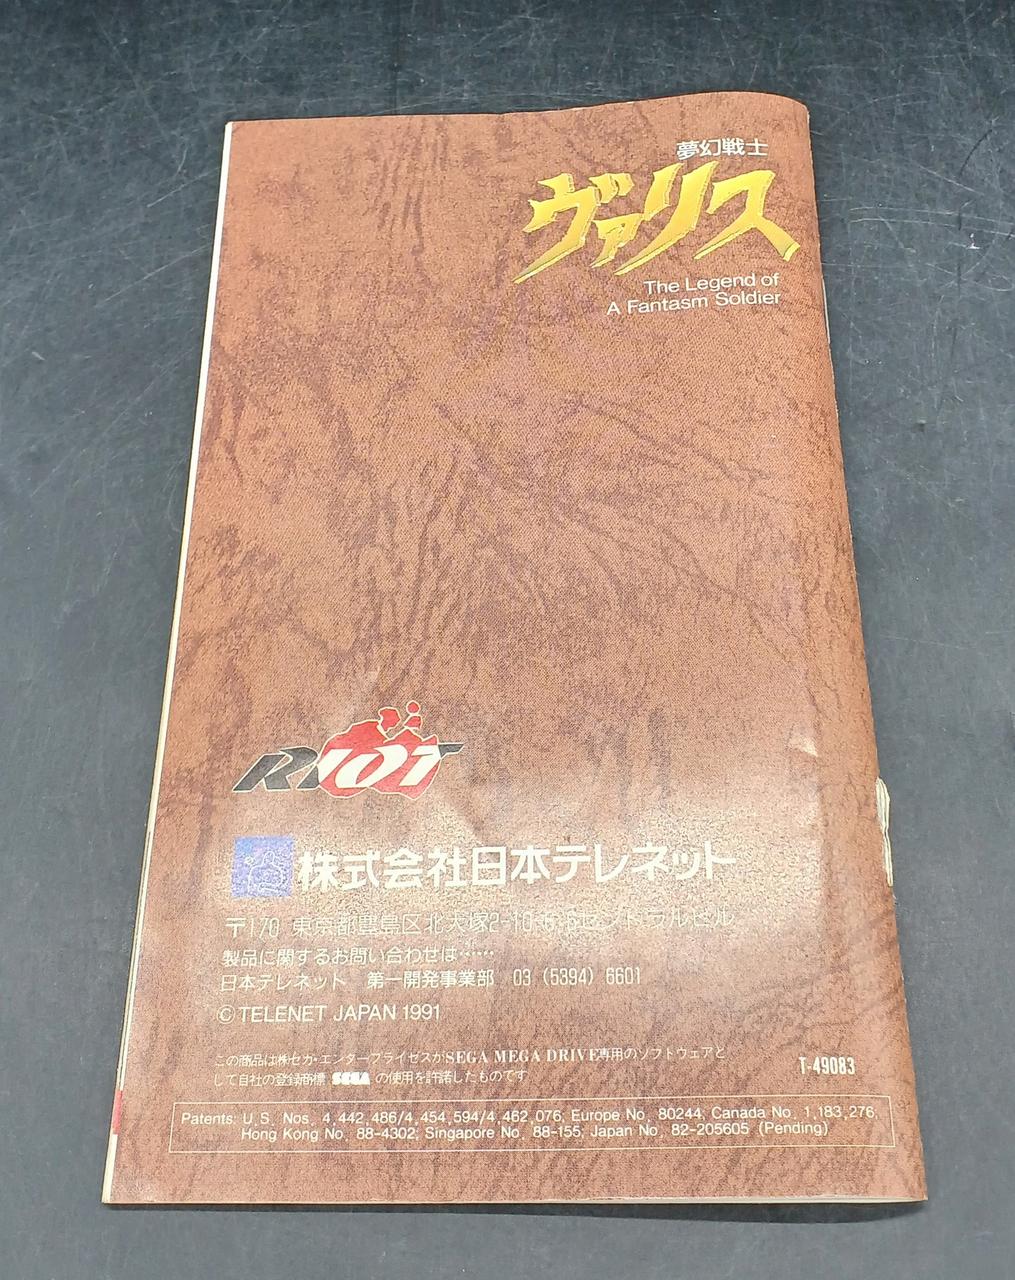 夢幻戦士
ヴァリス
The Legend of
A Fantasm Soldier
RIOT
株式会社日本テレネット
〒170 東京都豊島区北大塚2-10-6,6セントラルビル
製品に関するお問い合わせは……
日本テレネット 第一開発事業部 03 (5394) 6601
©TELENET JAPAN 1991
この商品は㈱セガ・エンタープライゼスがSEGA MEGA DRIVE専用のソフトウェアと
して自社の登録商標 SEGA の使用を許諾したものです
T-49083
Patents: U.S. Nos. 4,442,486/4,454,594/4,462,076; Europe No. 80244; Canada No. 1,183,276;
Hong Kong No. 88-4302; Singapore No. 88-155; Japan No. 82-205605 (Pending)